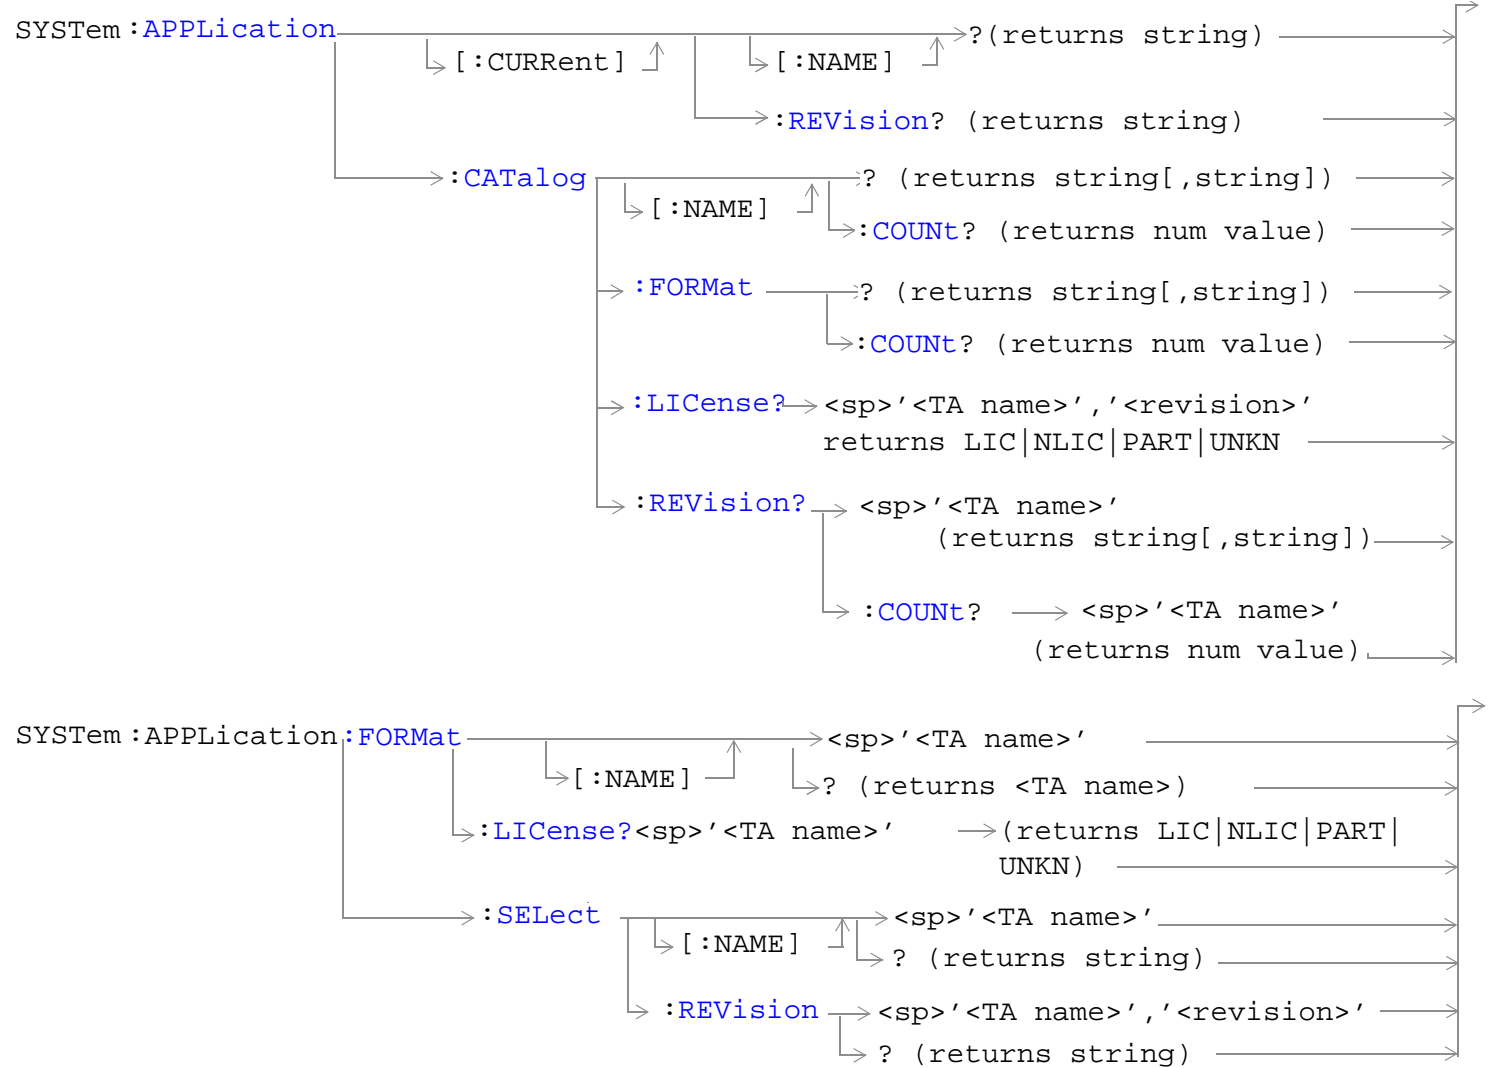 SYSTem :APPLication ?(returns string)
[:CURRent] [:NAME]
:REVision? (returns string)
:CATalog ? (returns string[,string])
[:NAME]
:COUNt? (returns num value)
:FORMat ? (returns string[,string])
:COUNt? (returns num value)
:LICense? <sp>'<TA name>','<revision>'
returns LIC|NLIC|PART|UNKN
:REVision? <sp>'<TA name>'
(returns string[,string])
:COUNt? <sp>'<TA name>'
(returns num value)
SYSTem :APPLication:FORMat <sp>'<TA name>'
[:NAME] ? (returns <TA name>)
:LICense?<sp>'<TA name>' (returns LIC|NLIC|PART|
UNKN)
:SELect <sp>'<TA name>'
[:NAME] ? (returns string)
:REVision <sp>'<TA name>','<revision>'
? (returns string)